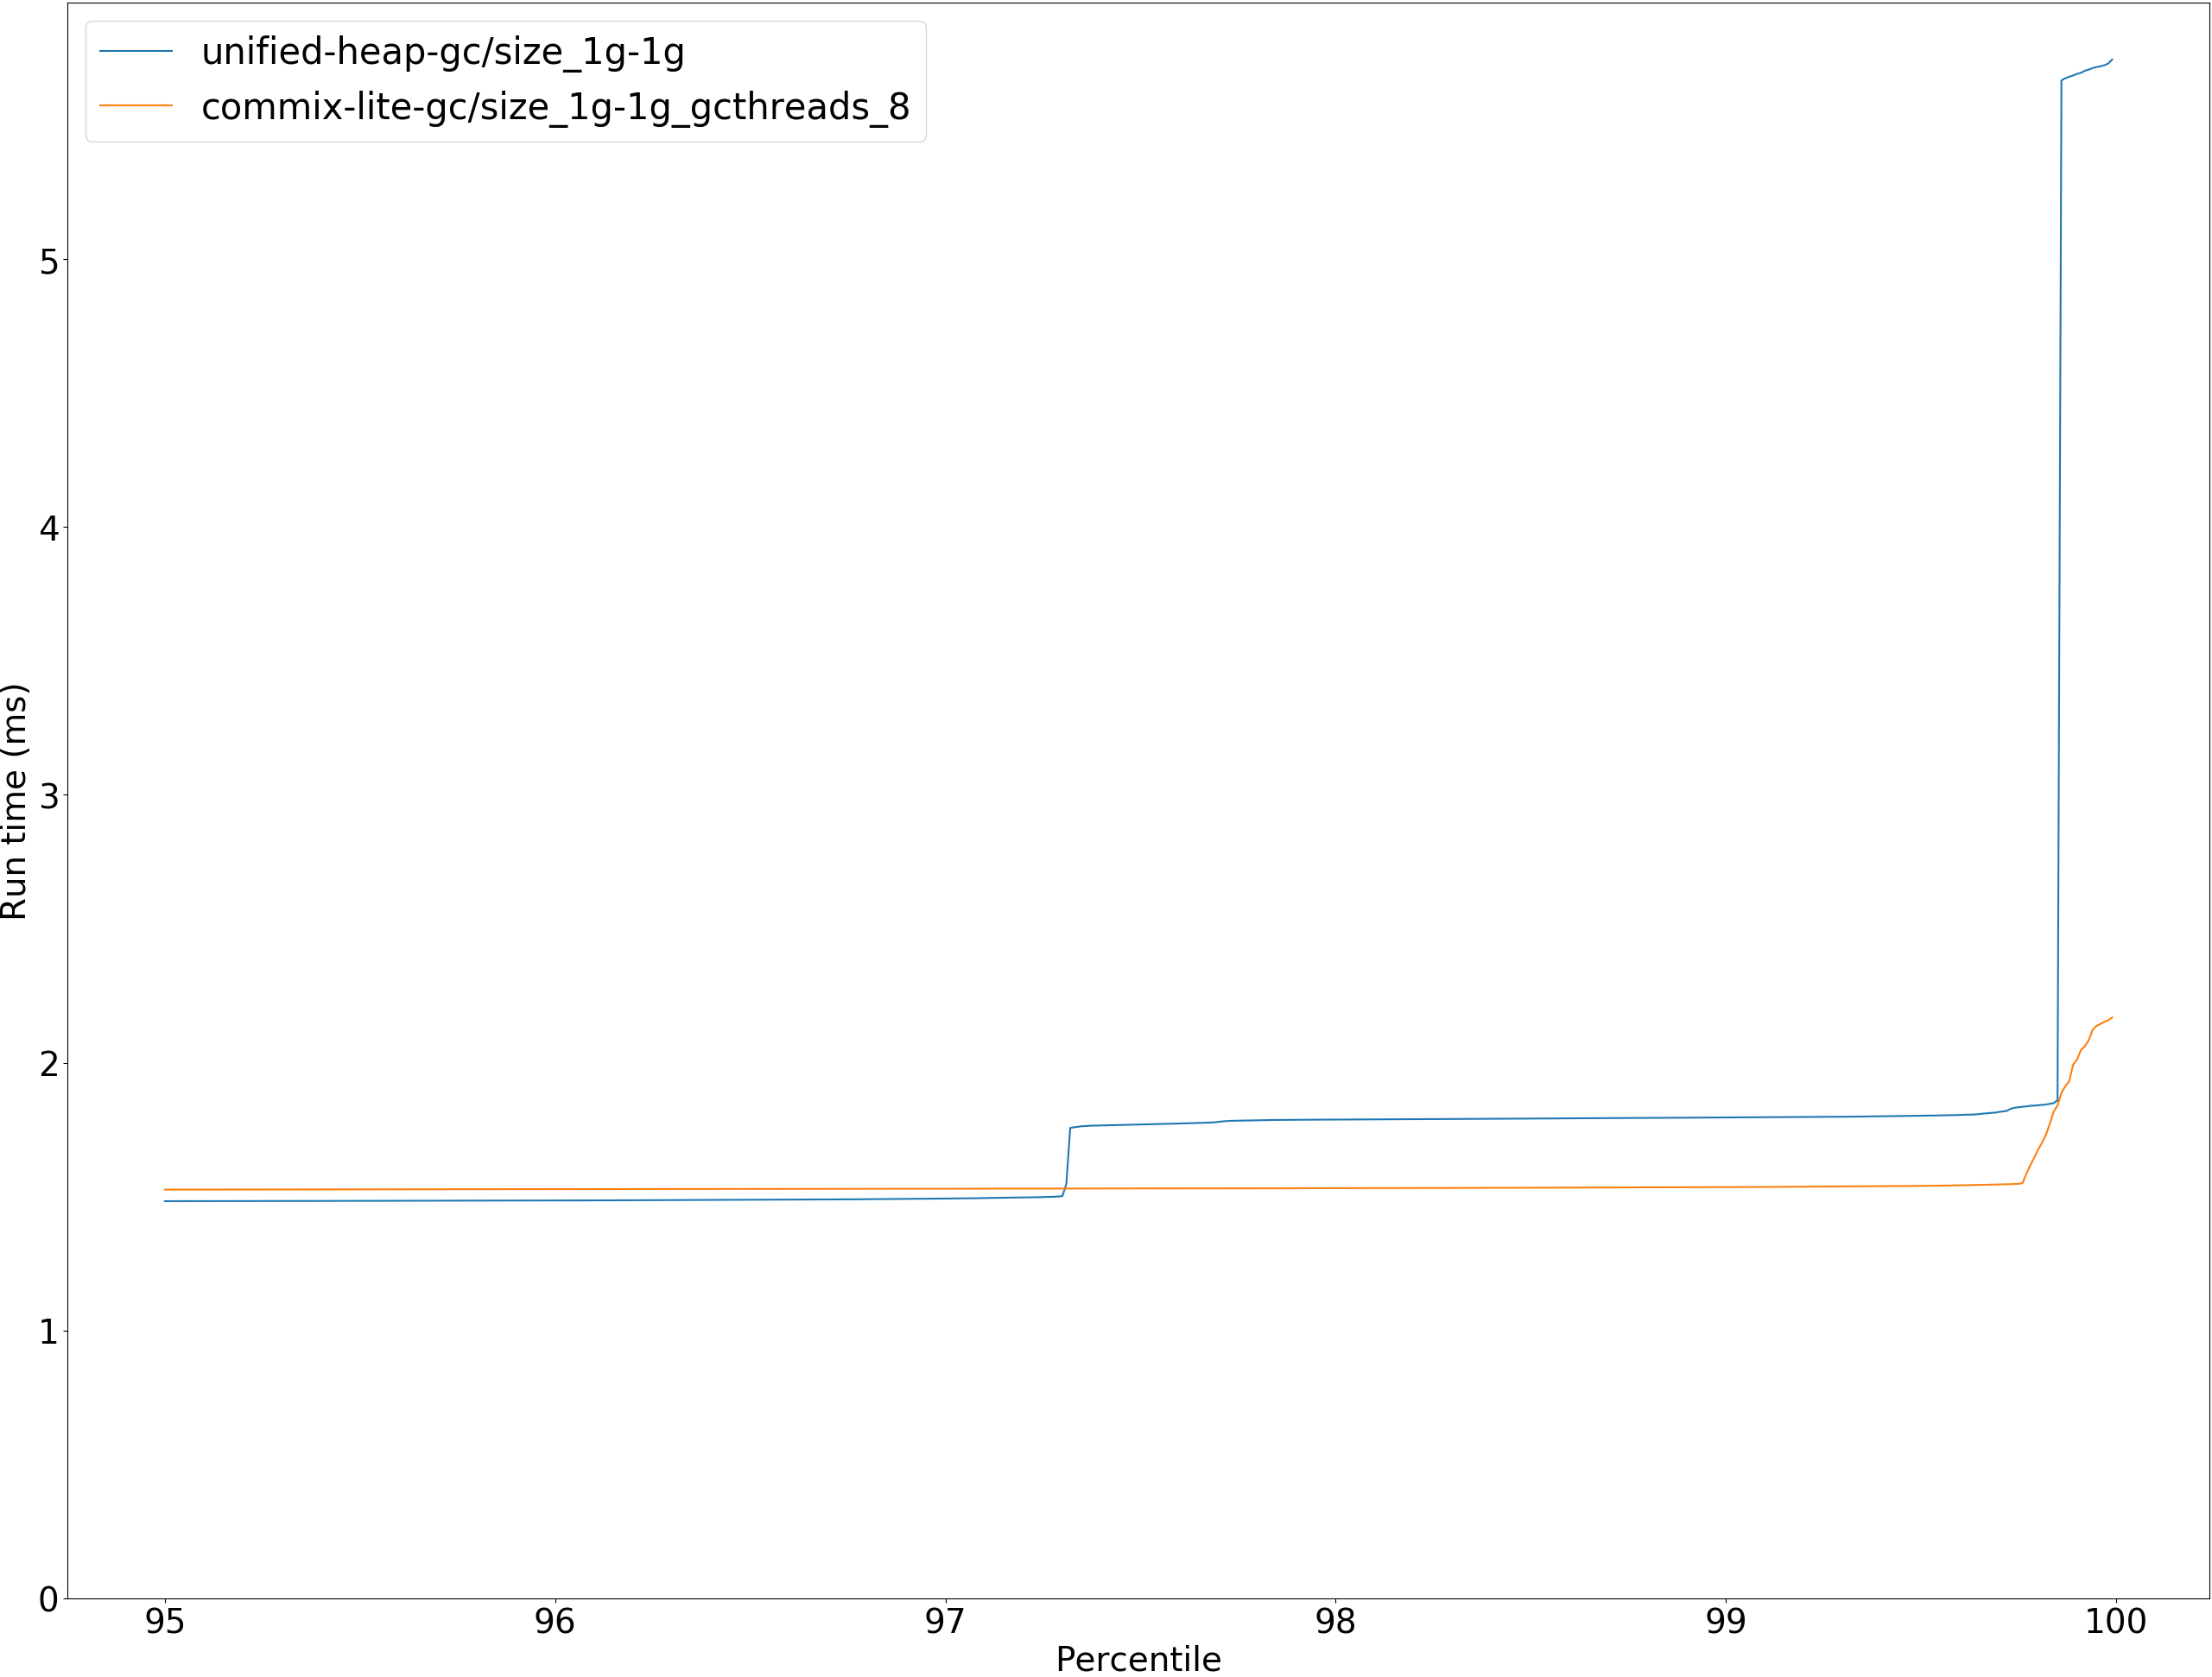 unified-heap-gc/size_1g-1g
commix-lite-gc/size_1g-1g_gcthreads_8
5
4
3
2
1
0
Run time (ms)
95 96 97 98 99 100
Percentile